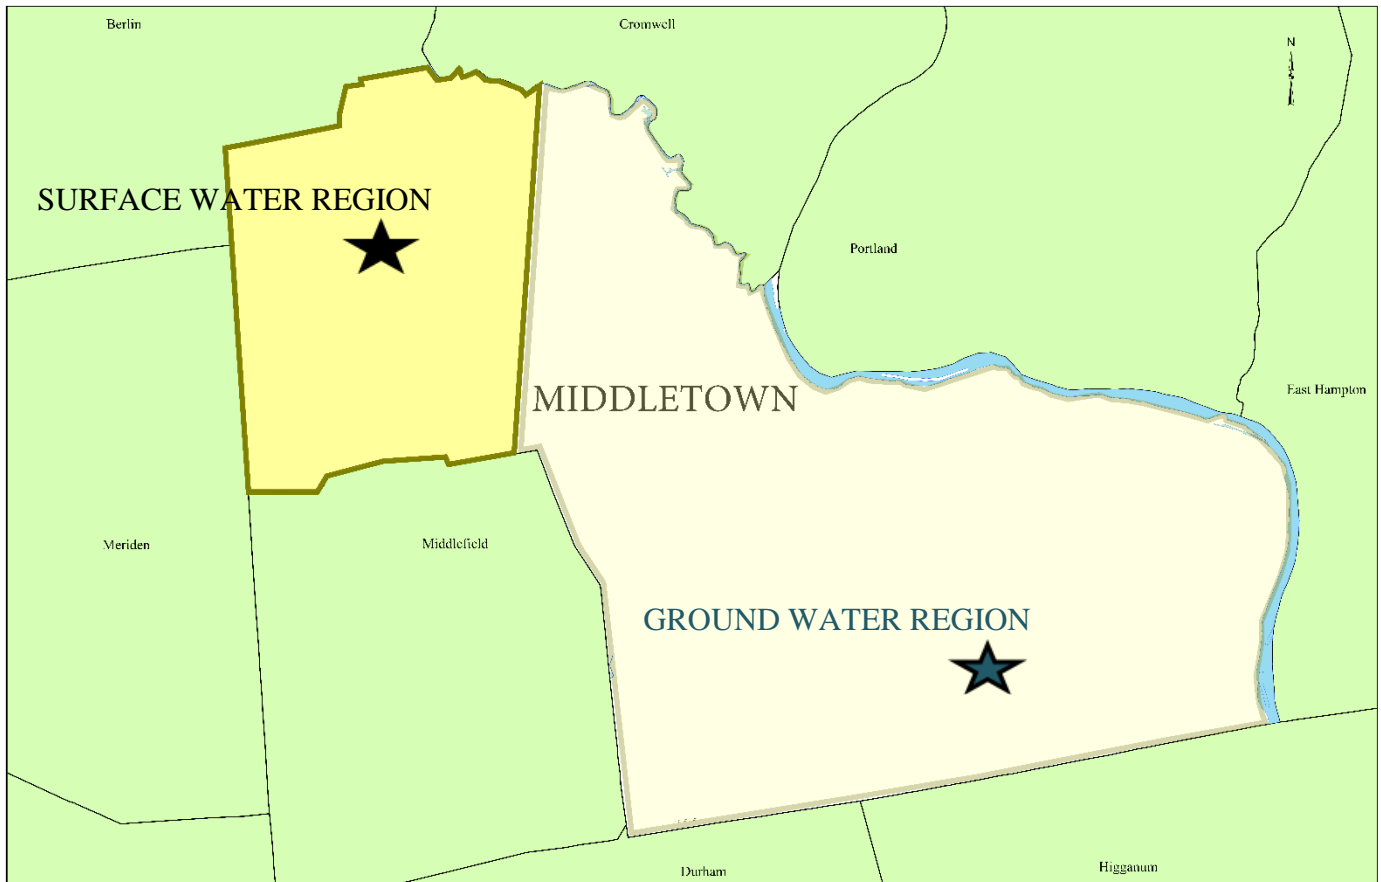 Berlin
Cromwell
N
SURFACE WATER REGION
Portland
MIDDLETOWN
East Hampton
Meriden
Middlefield
GROUND WATER REGION
Durham
Higganum